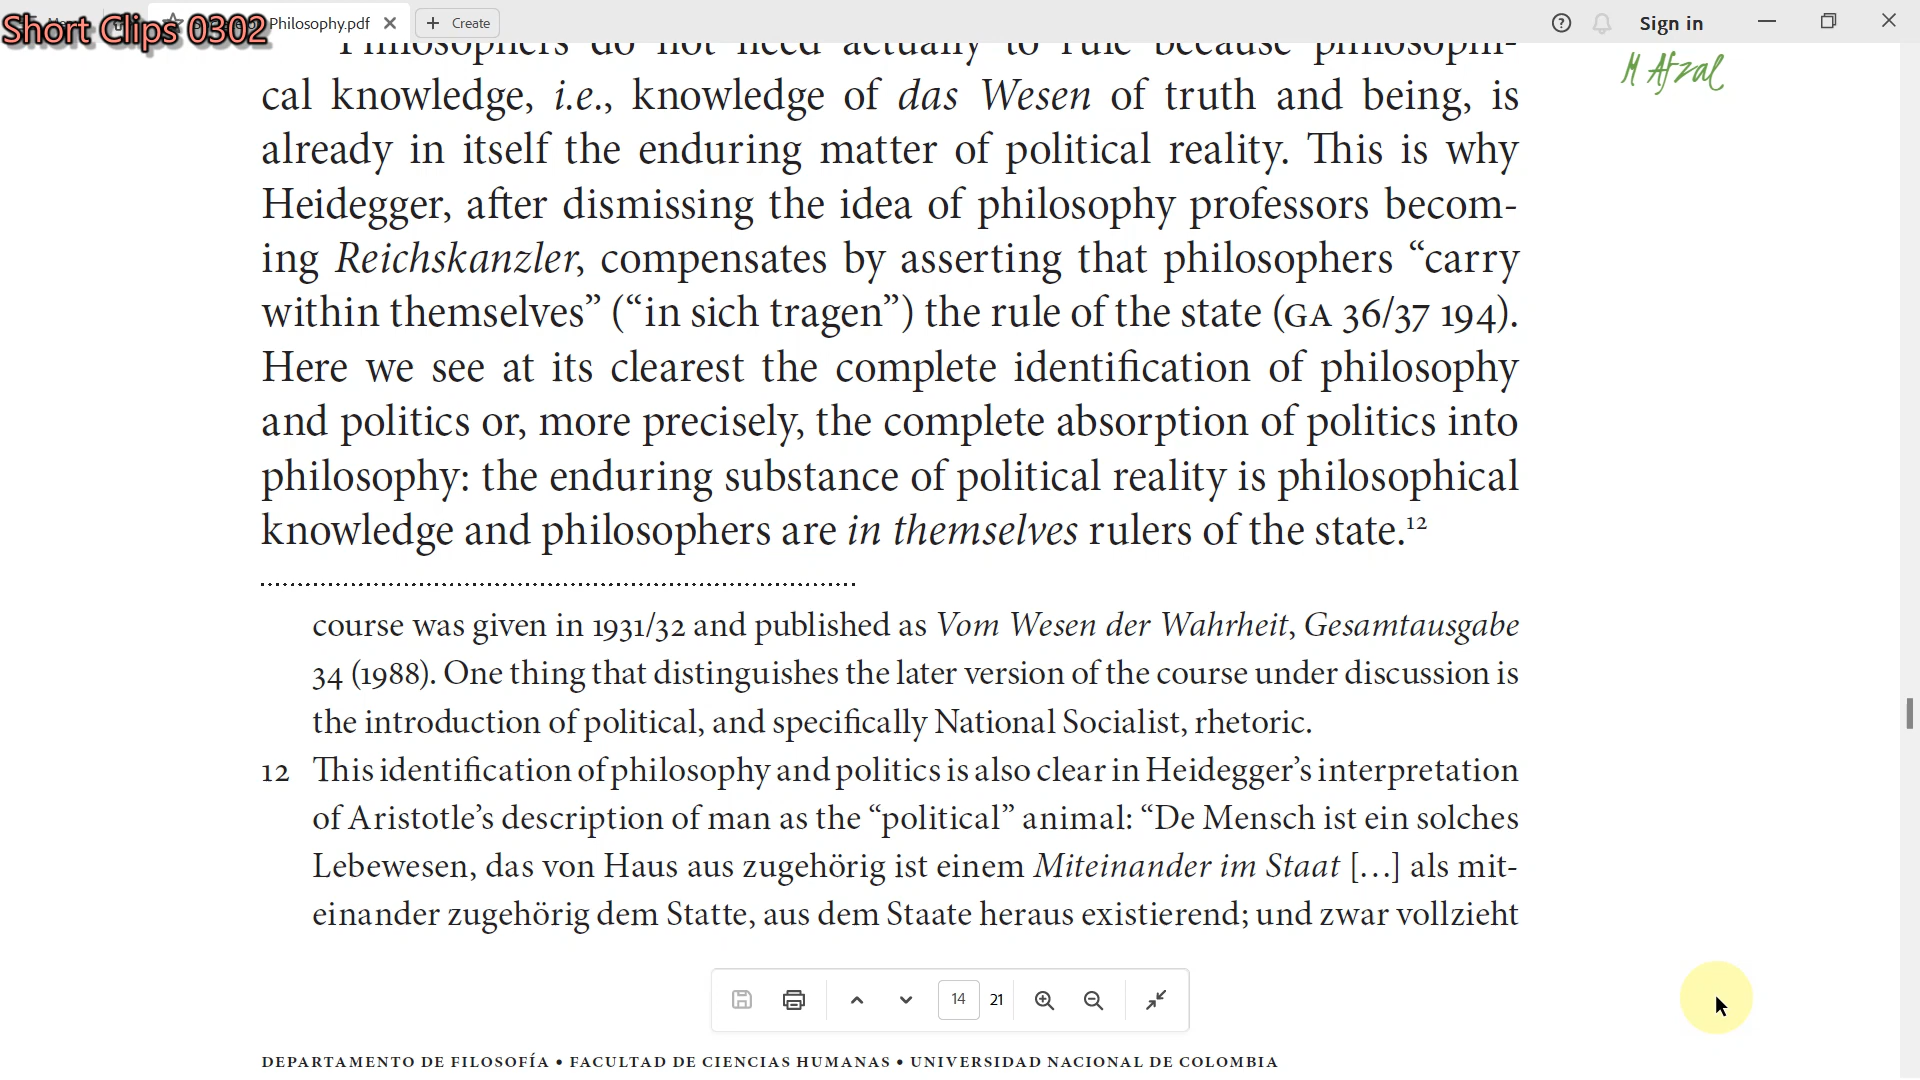 Short Clips 0302
Philosophy.pdf
Create
Sign in
Philosophers do not need actually to rule because philosophi-
M Afzal
cal knowledge, i.e., knowledge of das Wesen of truth and being, is
already in itself the enduring matter of political reality. This is why
Heidegger, after dismissing the idea of philosophy professors becom-
ing Reichskanzler, compensates by asserting that philosophers “carry
within themselves” (“in sich tragen”) the rule of the state (GA 36/37 194).
Here we see at its clearest the complete identification of philosophy
and politics or, more precisely, the complete absorption of politics into
philosophy: the enduring substance of political reality is philosophical
knowledge and philosophers are in themselves rulers of the state.12
course was given in 1931/32 and published as Vom Wesen der Wahrheit, Gesamtausgabe
34 (1988). One thing that distinguishes the later version of the course under discussion is
the introduction of political, and specifically National Socialist, rhetoric.
12 This identification of philosophy and politics is also clear in Heidegger’s interpretation
of Aristotle’s description of man as the “political” animal: “De Mensch ist ein solches
Lebewesen, das von Haus aus zugehörig ist einem Miteinander im Staat [...] als mit-
einander zugehörig dem Statte, aus dem Staate heraus existierend; und zwar vollzieht
14 21
DEPARTAMENTO DE FILOSOFÍA • FACULTAD DE CIENCIAS HUMANAS • UNIVERSIDAD NACIONAL DE COLOMBIA